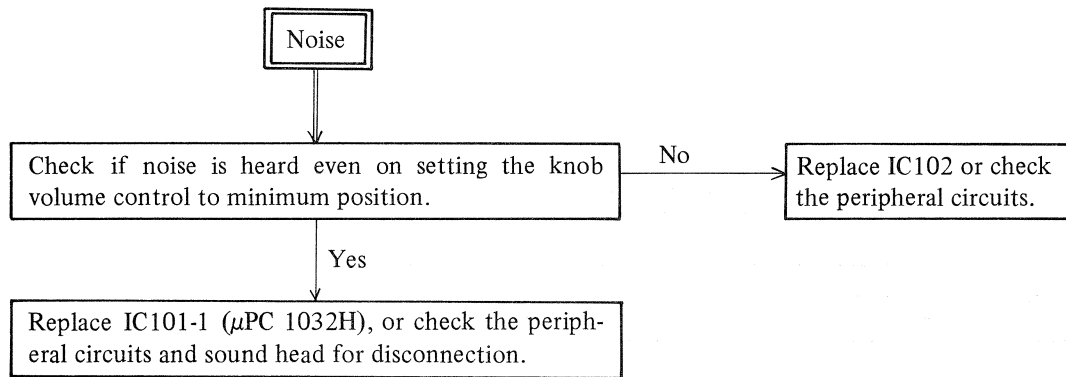 Noise
Check if noise is heard even on setting the knob
volume control to minimum position.
No
Replace IC102 or check
the peripheral circuits.
Yes
Replace IC101-1 (μPC 1032H), or check the periph-
eral circuits and sound head for disconnection.